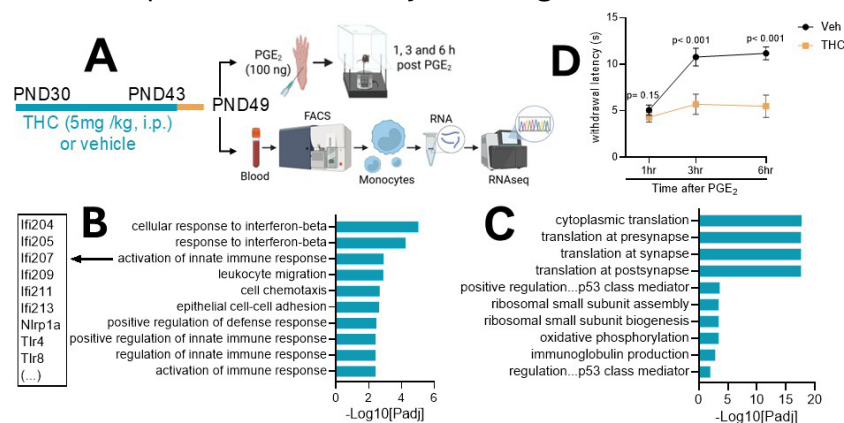 A
PND30
PND43
PND49
THC (5mg /kg, i.p.)
or vehicle
PGE₂
(100 ng)
1, 3 and 6 h
post PGE₂
Blood
FACS
Monocytes
RNA
RNAseq
D
withdrawal latency (s)
15
10
5
0
p= 0.15
p< 0.001
p< 0.001
Veh
THC
1hr
3hr
6hr
Time after PGE₂
B
Ifi204
Ifi205
Ifi207
Ifi209
Ifi211
Ifi213
Nlrp1a
Tlr4
Tlr8
(...)
cellular response to interferon-beta
response to interferon-beta
activation of innate immune response
leukocyte migration
cell chemotaxis
epithelial cell-cell adhesion
positive regulation of defense response
positive regulation of innate immune response
regulation of innate immune response
activation of immune response
0 2 4 6
-Log10[Padj]
C
cytoplasmic translation
translation at presynapse
translation at synapse
translation at postsynapse
positive regulation...p53 class mediator
ribosomal small subunit assembly
ribosomal small subunit biogenesis
oxidative phosphorylation
immunoglobulin production
regulation...p53 class mediator
0 5 10 15 20
-Log10[Padj]